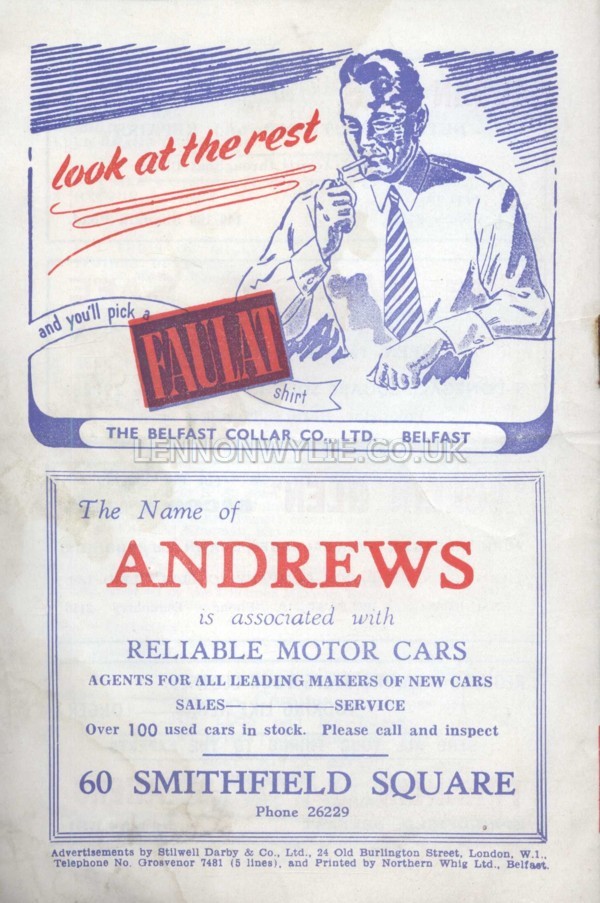 look at the rest
and you'll pick a
FAULAT
shirt
THE BELFAST COLLAR CO., LTD. BELFAST
LENNONWYLIE.CO.UK
The Name of
ANDREWS
is associated with
RELIABLE MOTOR CARS
AGENTS FOR ALL LEADING MAKERS OF NEW CARS
SALES————SERVICE
Over 100 used cars in stock. Please call and inspect
60 SMITHFIELD SQUARE
Phone 26229
Advertisements by Stilwell Darby & Co., Ltd., 24 Old Burlington Street, London, W.1.,
Telephone No. Grosvenor 7481 (5 lines), and Printed by Northern Whig Ltd., Belfast.